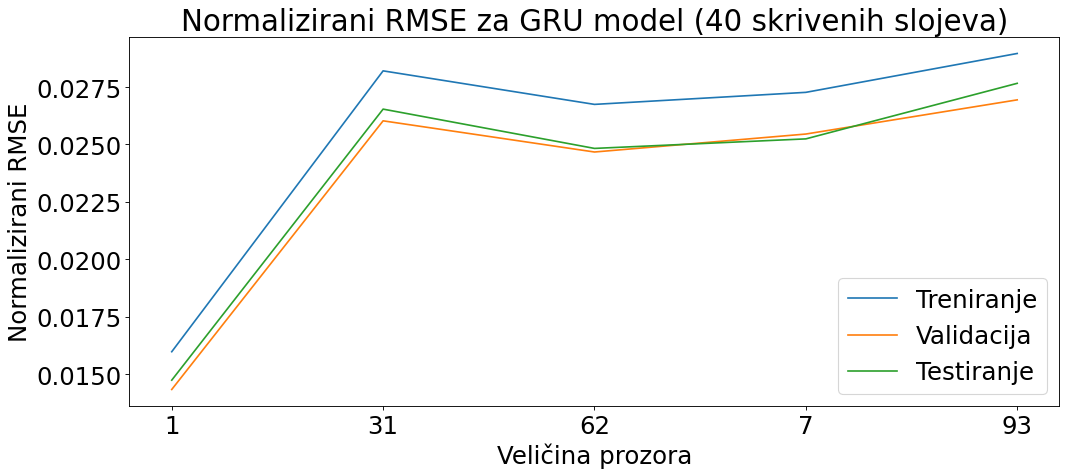 Normalizirani RMSE za GRU model (40 skrivenih slojeva)
Normalizirani RMSE
0.0275
0.0250
0.0225
0.0200
0.0175
0.0150
Treniranje
Validacija
Testiranje
1 31 62 7 93
Veličina prozora